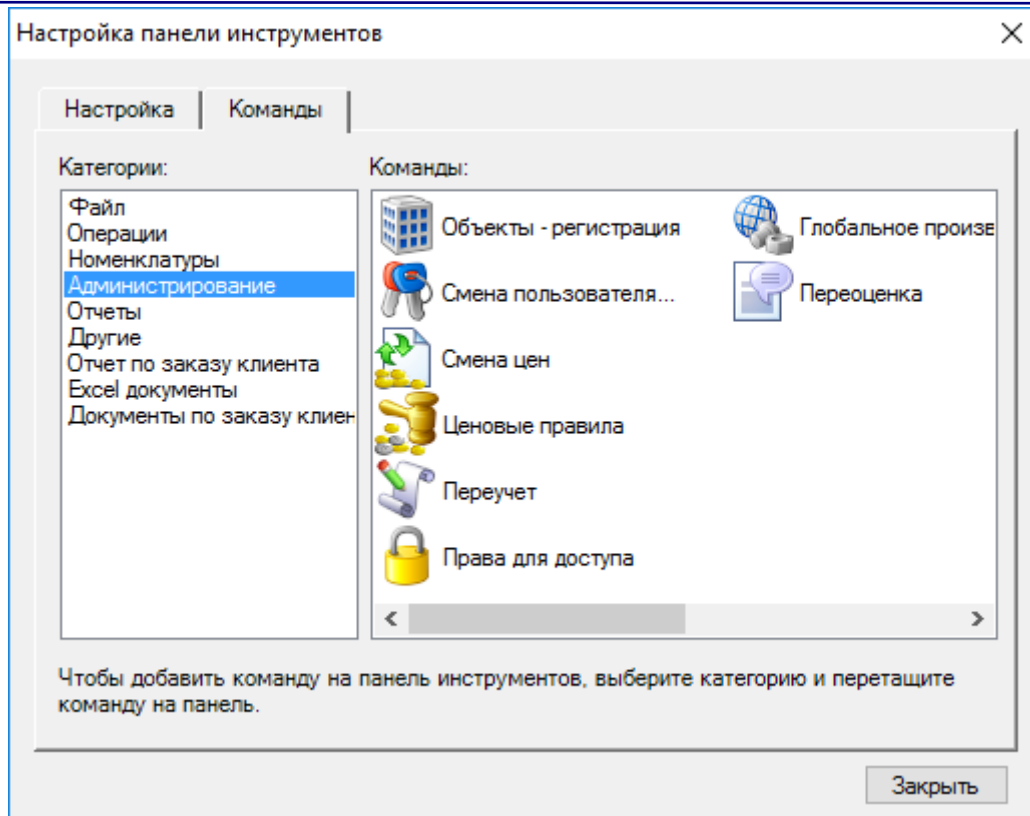 Настройка панели инструментов
Настройка
Команды
Категории:
Команды:
Файл
Операции
Номенклатуры
Администрирование
Отчеты
Другие
Отчет по заказу клиента
Excel документы
Документы по заказу клиен
Объекты - регистрация
Смена пользователя...
Смена цен
Ценовые правила
Переучет
Права для доступа
Глобальное произв
Переоценка
Чтобы добавить команду на панель инструментов, выберите категорию и перетащите
команду на панель.
Закрыть